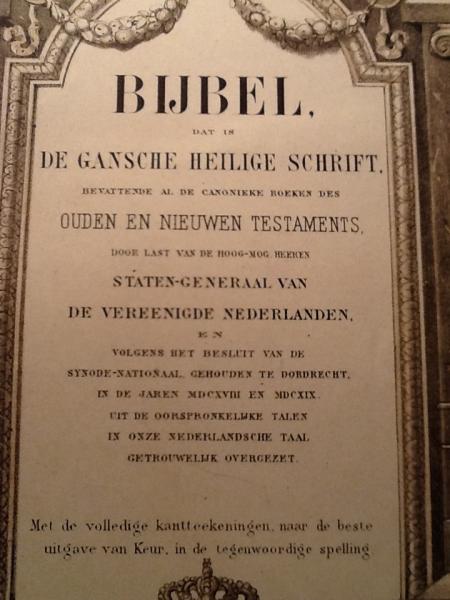 BIJBEL,
DAT IS
DE GANSCHE HEILIGE SCHRIFT,
BEVATTENDE AL DE CANONIKKE BOEKEN DES
OUDEN EN NIEUWEN TESTAMENTS,
DOOR LAST VAN DE HOOG-MOG. HEEREN
STATEN-GENERAAL VAN
DE VEREENIGDE NEDERLANDEN,
EN
VOLGENS HET BESLUIT VAN DE
SYNODE-NATIONAAL, GEHOUDEN TE DORDRECHT,
IN DE JAREN MDCXVIII EN MDCXIX.
UIT DE OORSPRONKELIJKE TALEN
IN ONZE NEDERLANDSCHE TAAL
GETROUWELIJK OVERGEZET.
Met de volledige kantteekeningen, naar de beste
uitgave van Keur, in de tegenwoordige spelling